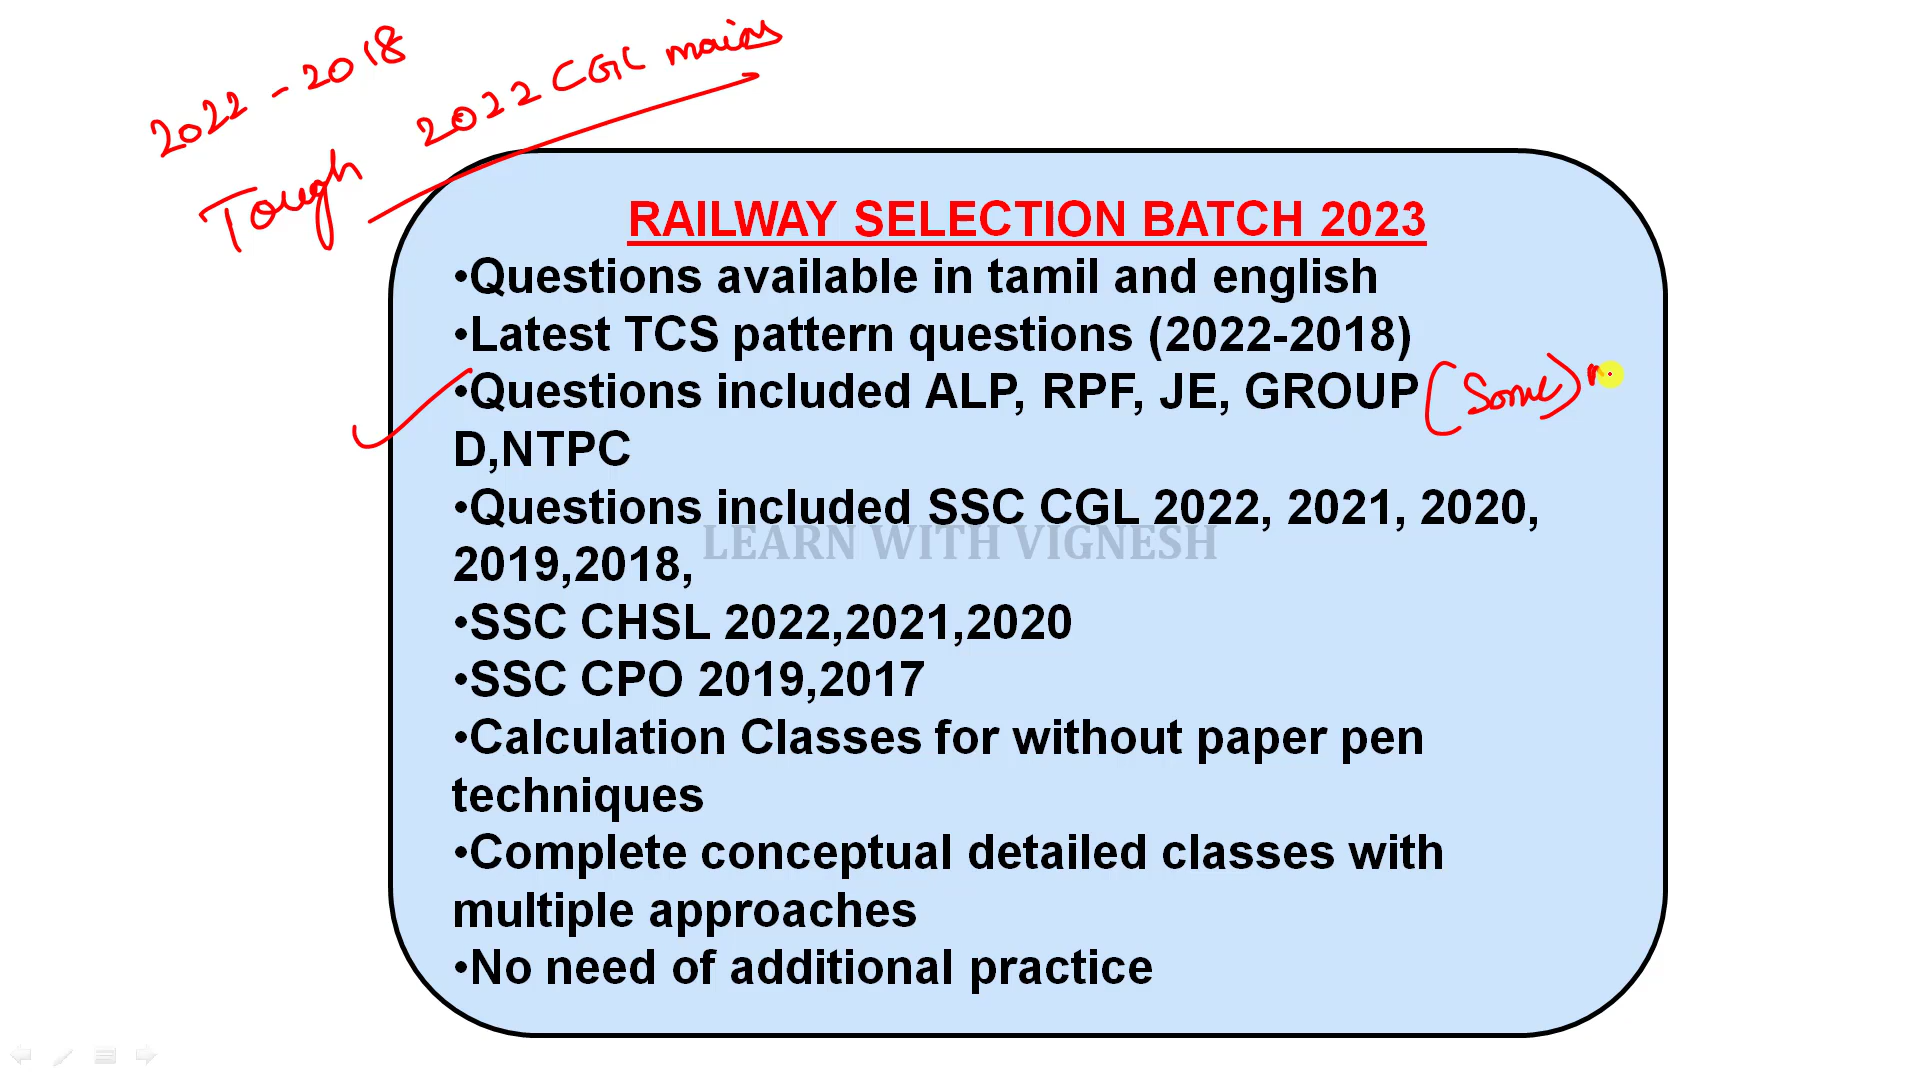 2022 - 2018
Tough 2022 CGL mains
RAILWAY SELECTION BATCH 2023
•Questions available in tamil and english
•Latest TCS pattern questions (2022-2018)
•Questions included ALP, RPF, JE, GROUP (Some)
D,NTPC
•Questions included SSC CGL 2022, 2021, 2020,
LEARN WITH VIGNESH
2019,2018,
•SSC CHSL 2022,2021,2020
•SSC CPO 2019,2017
•Calculation Classes for without paper pen
techniques
•Complete conceptual detailed classes with
multiple approaches
•No need of additional practice